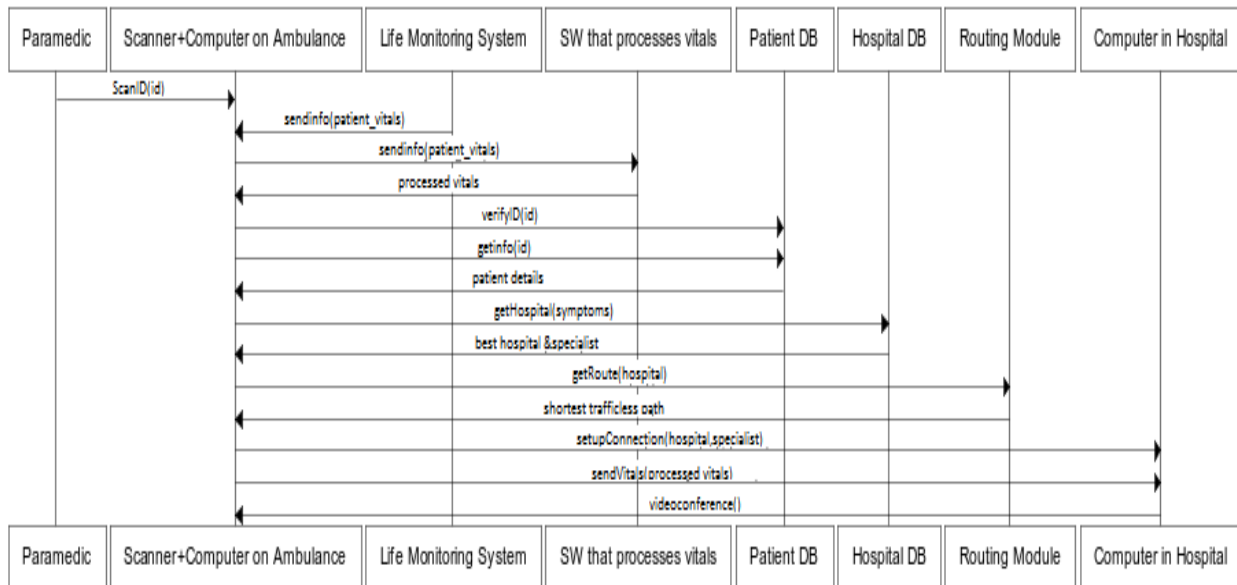 Paramedic
Scanner+Computer on Ambulance
Life Monitoring System
SW that processes vitals
Patient DB
Hospital DB
Routing Module
Computer in Hospital
ScanID(id)
sendinfo(patient_vitals)
sendinfo(patient_vitals)
processed vitals
verifyID(id)
getinfo(id)
patient details
getHospital(symptoms)
best hospital &specialist
getRoute(hospital)
shortest trafficless path
setupConnection(hospital,specialist)
sendVitals(processed vitals)
videoconference()
Paramedic
Scanner+Computer on Ambulance
Life Monitoring System
SW that processes vitals
Patient DB
Hospital DB
Routing Module
Computer in Hospital